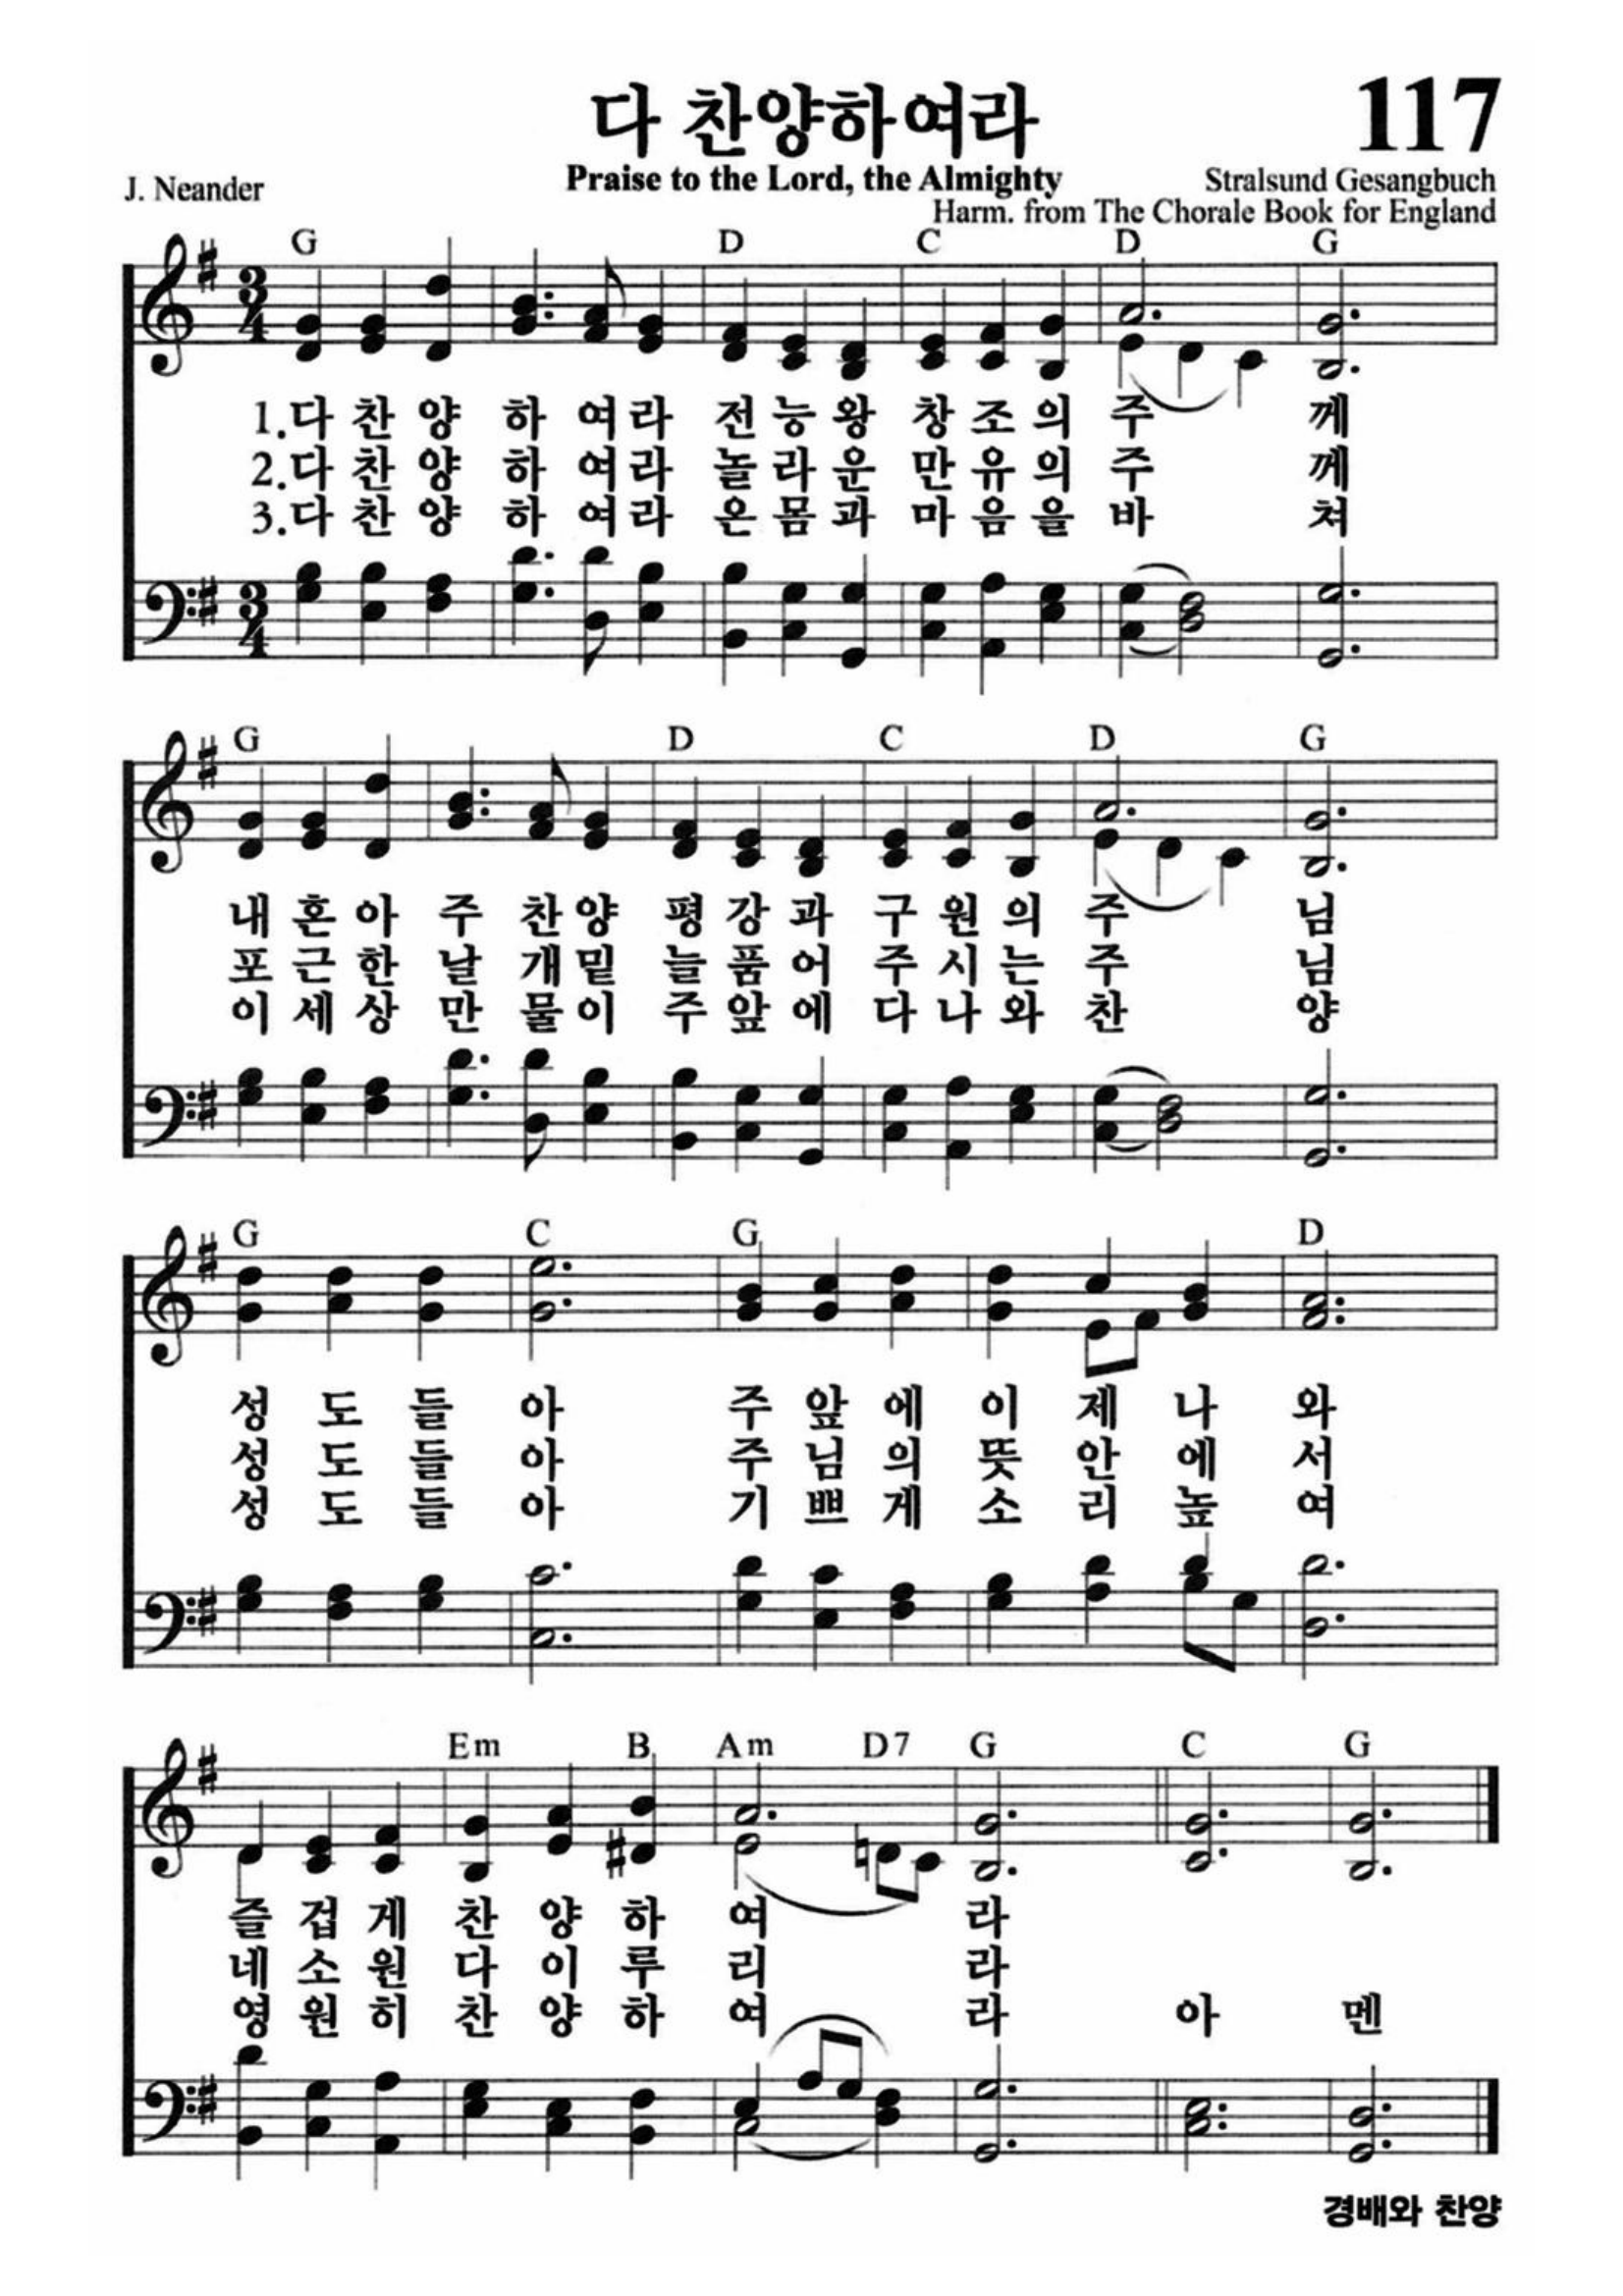 다 찬양하여라
117
Praise to the Lord, the Almighty
J. Neander
Stralsund Gesangbuch
Harm. from The Chorale Book for England
G D C D G
1.다 찬 양 하 여 라 전 능 왕 창 조 의 주 께
2.다 찬 양 하 여 라 놀 라 운 만 유 의 주 께
3.다 찬 양 하 여 라 온 몸 과 마 음 을 바 쳐
G D C D G
내 혼 아 주 찬 양 평 강 과 구 원 의 주 님
포 근 한 날 개 밑 늘 품 어 주 시 는 주 님
이 세 상 만 물 이 주 앞 에 다 나 와 찬 양
G C G D
성 도 들 아 주 앞 에 이 제 나 와
성 도 들 아 주 님 의 뜻 안 에 서
성 도 들 아 기 쁘 게 소 리 높 여
Em B Am D7 G C G
즐 겁 게 찬 양 하 여 라
네 소 원 다 이 루 리 라
영 원 히 찬 양 하 여 라 아 멘
경배와 찬양